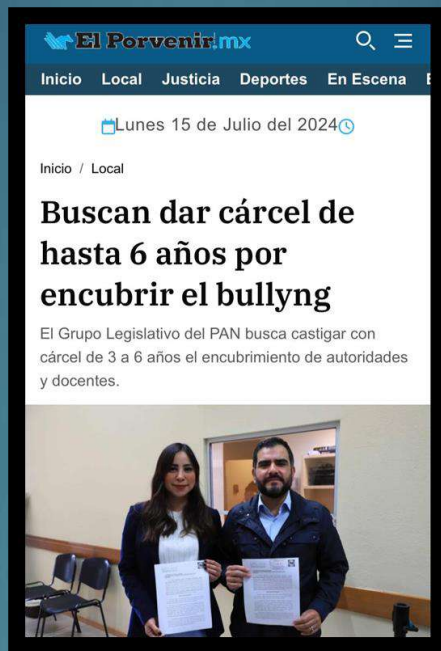 El Porvenir.mx
Inicio Local Justicia Deportes En Escena
Lunes 15 de Julio del 2024
Inicio / Local
Buscan dar cárcel de
hasta 6 años por
encubrir el bullyng
El Grupo Legislativo del PAN busca castigar con
cárcel de 3 a 6 años el encubrimiento de autoridades
y docentes.